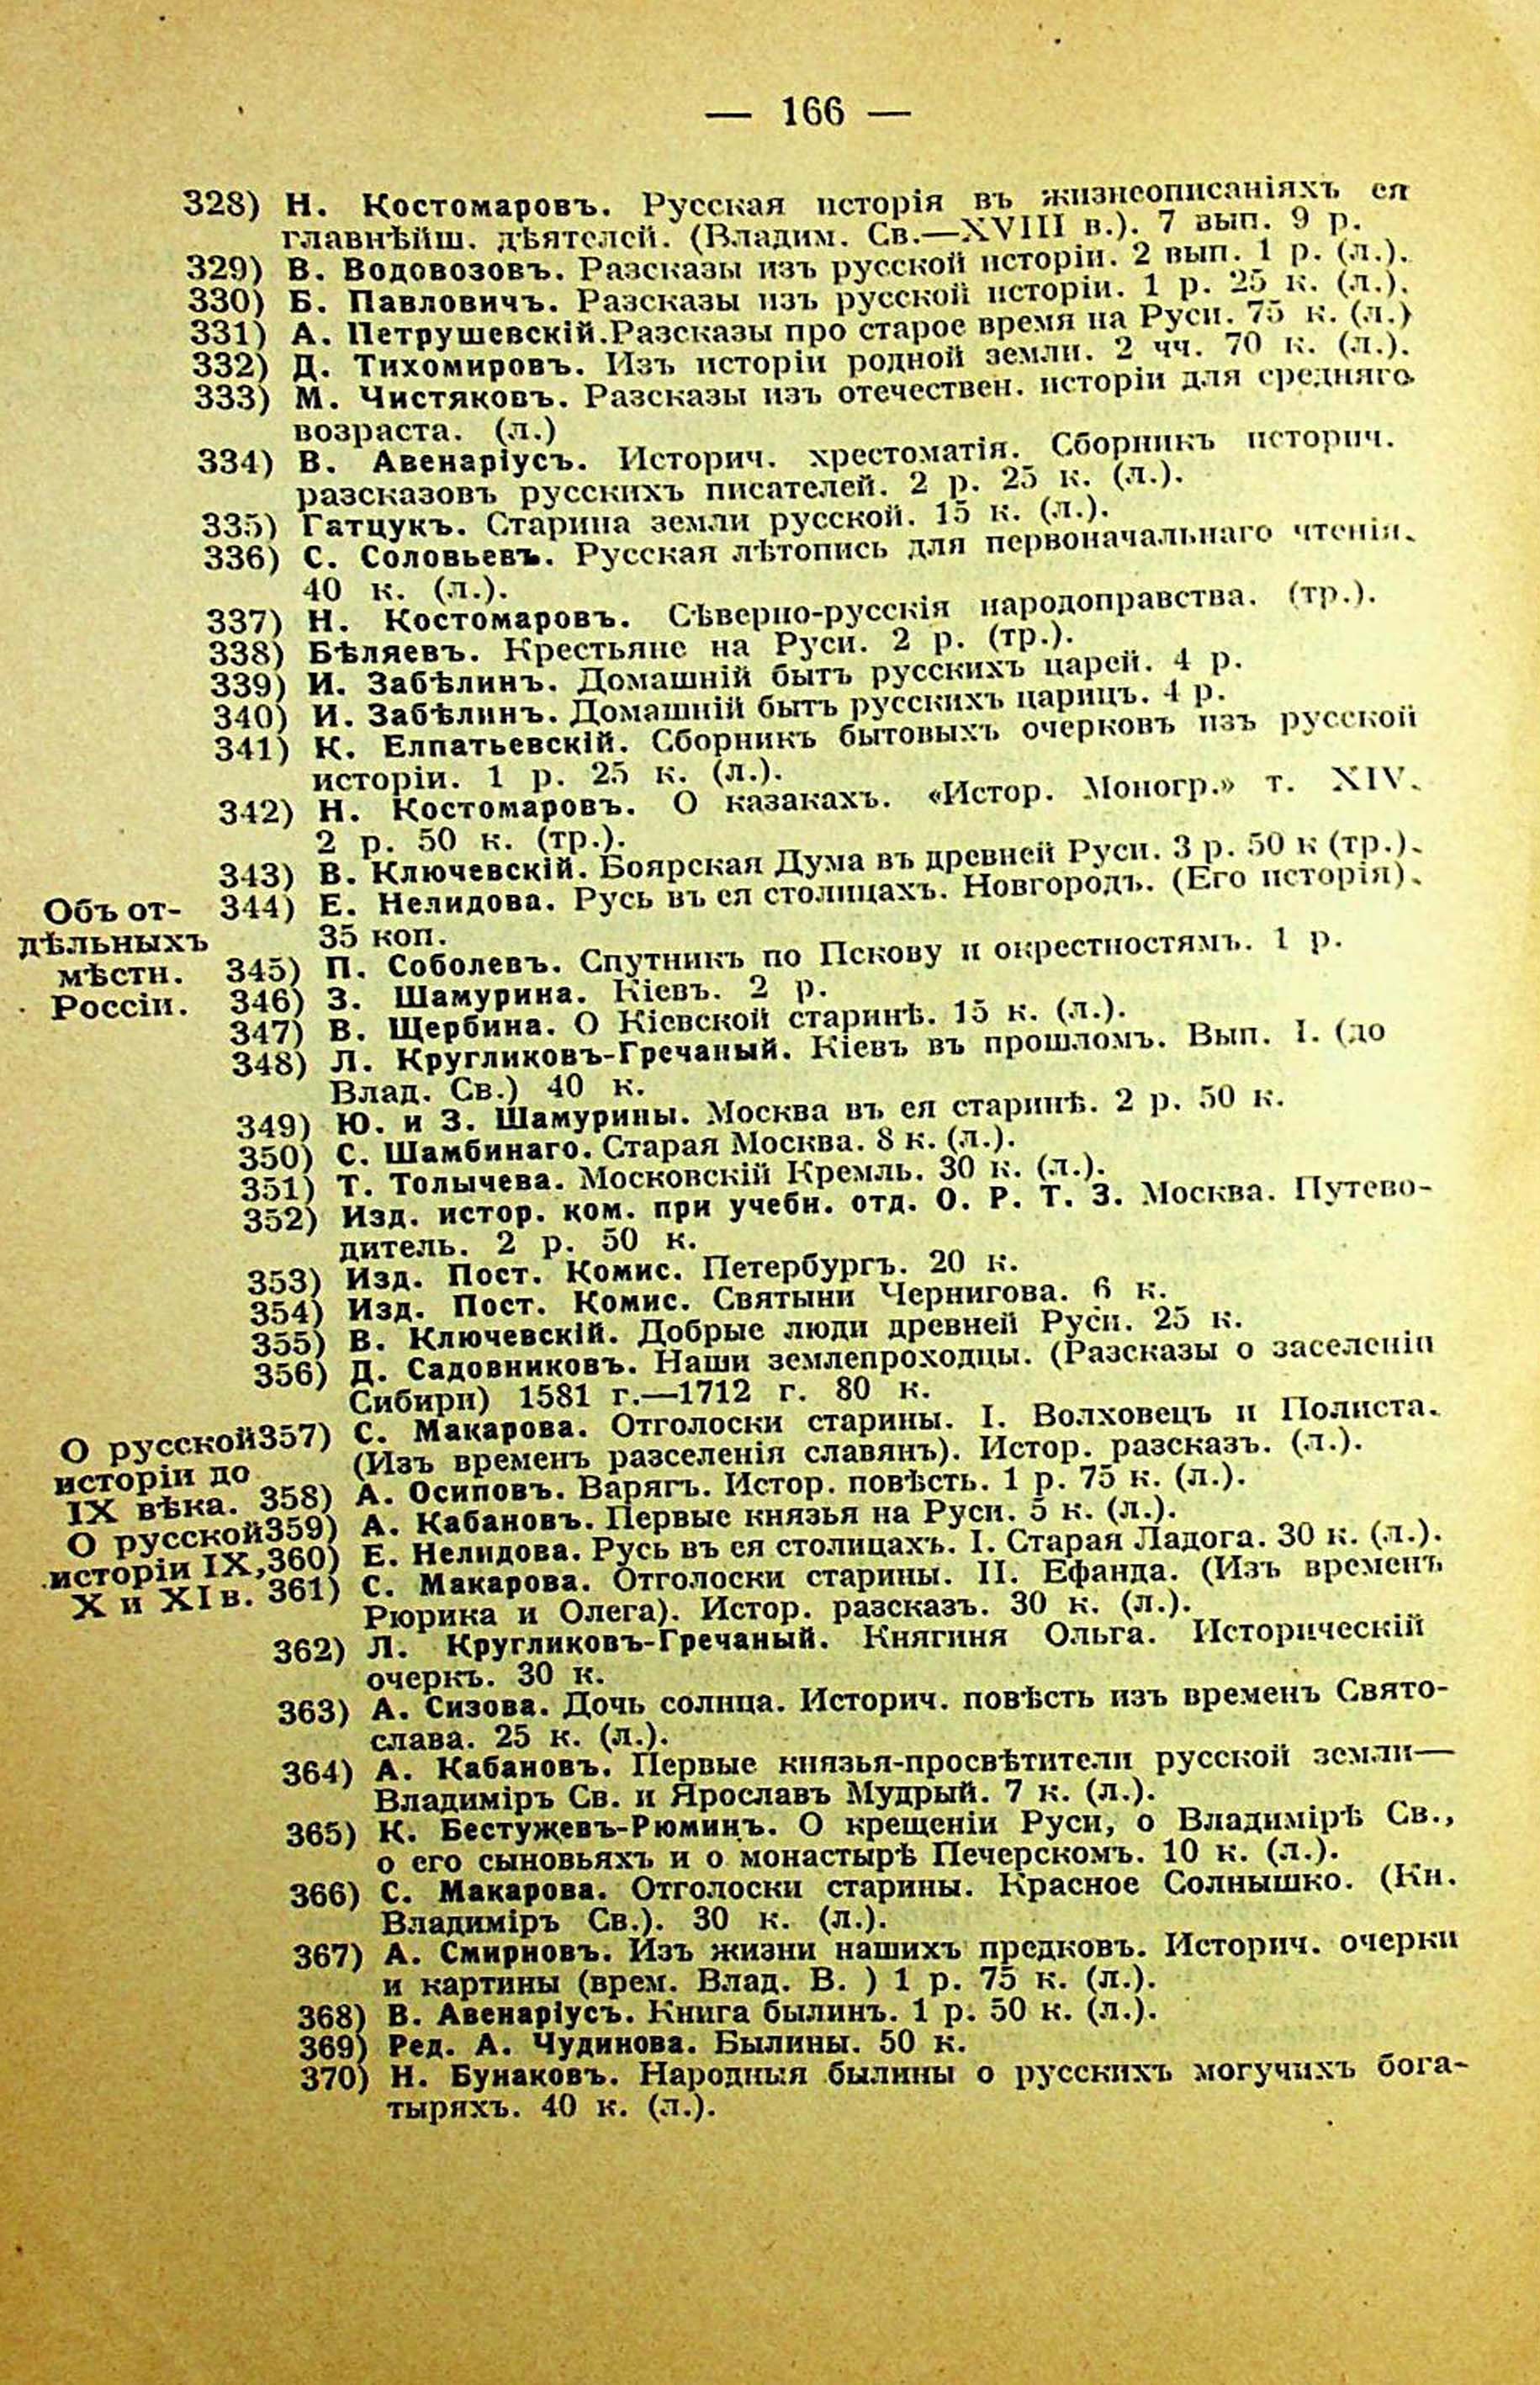 — 166 —
328) Н. Костомаровъ. Русская исторія въ жизнеописаніяхъ ея
главнѣйш. дѣятелей. (Владим. Св.—XVIII в.). 7 вып. 9 р.
329) В. Водовозовъ. Разсказы изъ русской исторіи. 2 вып. 1 р. (л.).
330) Б. Павловичъ. Разсказы изъ русской исторіи. 1 р. 25 к. (л.).
331) А. Петрушевскій. Разсказы про старое время на Руси. 75 к. (л.)
332) Д. Тихомировъ. Изъ исторіи родной земли. 2 чч. 70 к. (л.).
333) М. Чистяковъ. Разсказы изъ отечествен. исторіи для средняго
возраста. (л.)
334) В. Авенаріусъ. Историч. хрестоматія. Сборникъ историч.
разсказовъ русскихъ писателей. 2 р. 25 к. (л.).
335) Гатцукъ. Старина земли русской. 15 к. (л.).
336) С. Соловьевъ. Русская лѣтопись для первоначальнаго чтенія.
40 к. (л.).
337) Н. Костомаровъ. Сѣверно-русскія народоправства. (тр.).
338) Бѣляевъ. Крестьяне на Руси. 2 р. (тр.).
339) И. Забѣлинъ. Домашній бытъ русскихъ царей. 4 р.
340) И. Забѣлинъ. Домашній бытъ русскихъ царицъ. 4 р.
341) К. Елпатьевскій. Сборникъ бытовыхъ очерковъ изъ русской
исторіи. 1 р. 25 к. (л.).
342) Н. Костомаровъ. О казакахъ. «Истор. Моногр.» т. XIV.
2 р. 50 к. (тр.).
343) В. Ключевскій. Боярская Дума въ древней Руси. 3 р. 50 к (тр.).
Объ от- 344) Е. Нелидова. Русь въ ея столицахъ. Новгородъ. (Его исторія).
дѣльныхъ 35 коп.
мѣстн. 345) П. Соболевъ. Спутникъ по Пскову и окрестностямъ. 1 р.
Россіи. 346) З. Шамурина. Кіевъ. 2 р.
347) В. Щербина. О Кіевской старинѣ. 15 к. (л.).
348) Л. Кругликовъ-Гречаный. Кіевъ въ прошломъ. Вып. I. (до
Влад. Св.) 40 к.
349) Ю. и З. Шамурины. Москва въ ея старинѣ. 2 р. 50 к.
350) С. Шамбинаго. Старая Москва. 8 к. (л.).
351) Т. Толычева. Московскій Кремль. 30 к. (л.).
352) Изд. истор. ком. при учебн. отд. О. Р. Т. З. Москва. Путево-
дитель. 2 р. 50 к.
353) Изд. Пост. Комис. Петербургъ. 20 к.
354) Изд. Пост. Комис. Святыни Чернигова. 6 к.
355) В. Ключевскій. Добрые люди древней Руси. 25 к.
356) Д. Садовниковъ. Наши землепроходцы. (Разсказы о заселеніи
Сибири) 1581 г.—1712 г. 80 к.
О русской 357) С. Макарова. Отголоски старины. I. Волховецъ и Полиста.
исторіи до (Изъ временъ разселенія славянъ). Истор. разсказъ. (л.).
IX вѣка. 358) А. Осиповъ. Варягъ. Истор. повѣсть. 1 р. 75 к. (л.).
О русской 359) А. Кабановъ. Первые князья на Руси. 5 к. (л.).
исторіи IX, 360) Е. Нелидова. Русь въ ея столицахъ. I. Старая Ладога. 30 к. (л.).
X и XI в. 361) С. Макарова. Отголоски старины. II. Ефанда. (Изъ временъ
Рюрика и Олега). Истор. разсказъ. 30 к. (л.).
362) Л. Кругликовъ-Гречаный. Княгиня Ольга. Историческій
очеркъ. 30 к.
363) А. Сизова. Дочь солнца. Историч. повѣсть изъ временъ Свято-
слава. 25 к. (л.).
364) А. Кабановъ. Первые князья-просвѣтители русской земли—
Владиміръ Св. и Ярославъ Мудрый. 7 к. (л.).
365) К. Бестужевъ-Рюминъ. О крещеніи Руси, о Владимірѣ Св.,
о его сыновьяхъ и о монастырѣ Печерскомъ. 10 к. (л.).
366) С. Макарова. Отголоски старины. Красное Солнышко. (Кн.
Владиміръ Св.). 30 к. (л.).
367) А. Смирновъ. Изъ жизни нашихъ предковъ. Историч. очерки
и картины (врем. Влад. В. ) 1 р. 75 к. (л.).
368) В. Авенаріусъ. Книга былинъ. 1 р. 50 к. (л.).
369) Ред. А. Чудинова. Былины. 50 к.
370) Н. Бунаковъ. Народныя былины о русскихъ могучихъ бога-
тыряхъ. 40 к. (л.).